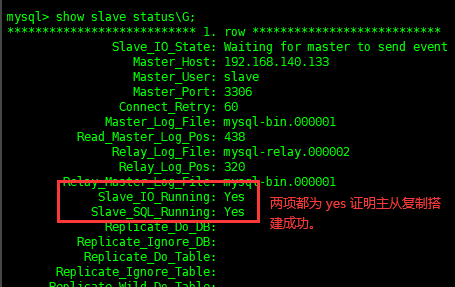 mysql> show slave status\G;
*************************** 1. row ***************************
Slave_IO_State: Waiting for master to send event
Master_Host: 192.168.140.133
Master_User: slave
Master_Port: 3306
Connect_Retry: 60
Master_Log_File: mysql-bin.000001
Read_Master_Log_Pos: 438
Relay_Log_File: mysql-relay.000002
Relay_Log_Pos: 320
Relay_Master_Log_File: mysql-bin.000001
Slave_IO_Running: Yes
Slave_SQL_Running: Yes
两项都为 yes 证明主从复制搭
建成功。
Replicate_Do_DB:
Replicate_Ignore_DB:
Replicate_Do_Table:
Replicate_Ignore_Table:
Replicate_Wild_Do_Table: